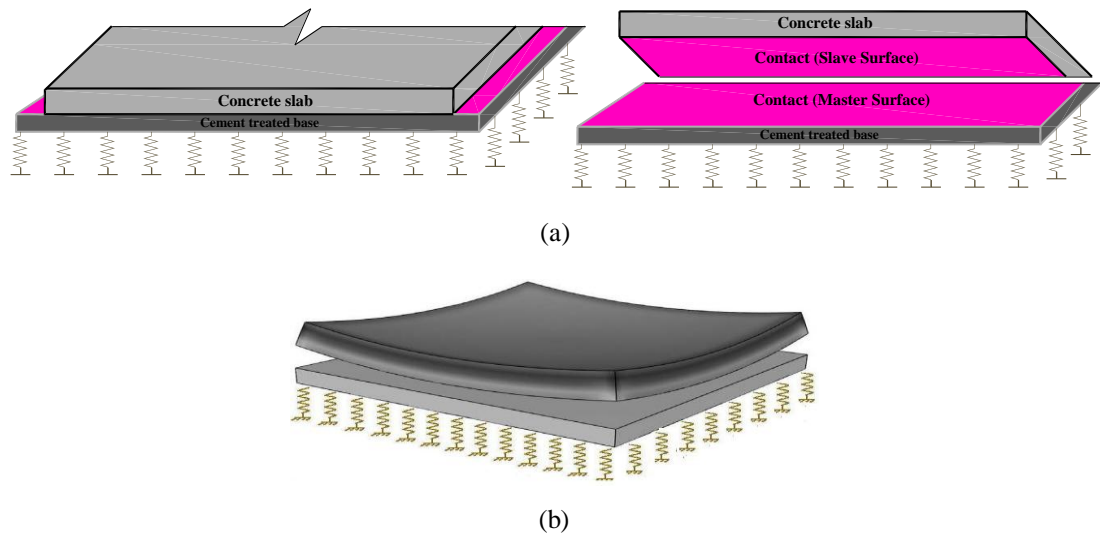 Concrete slab
Cement treated base
Concrete slab
Contact (Slave Surface)
Contact (Master Surface)
Cement treated base
(a)
(b)